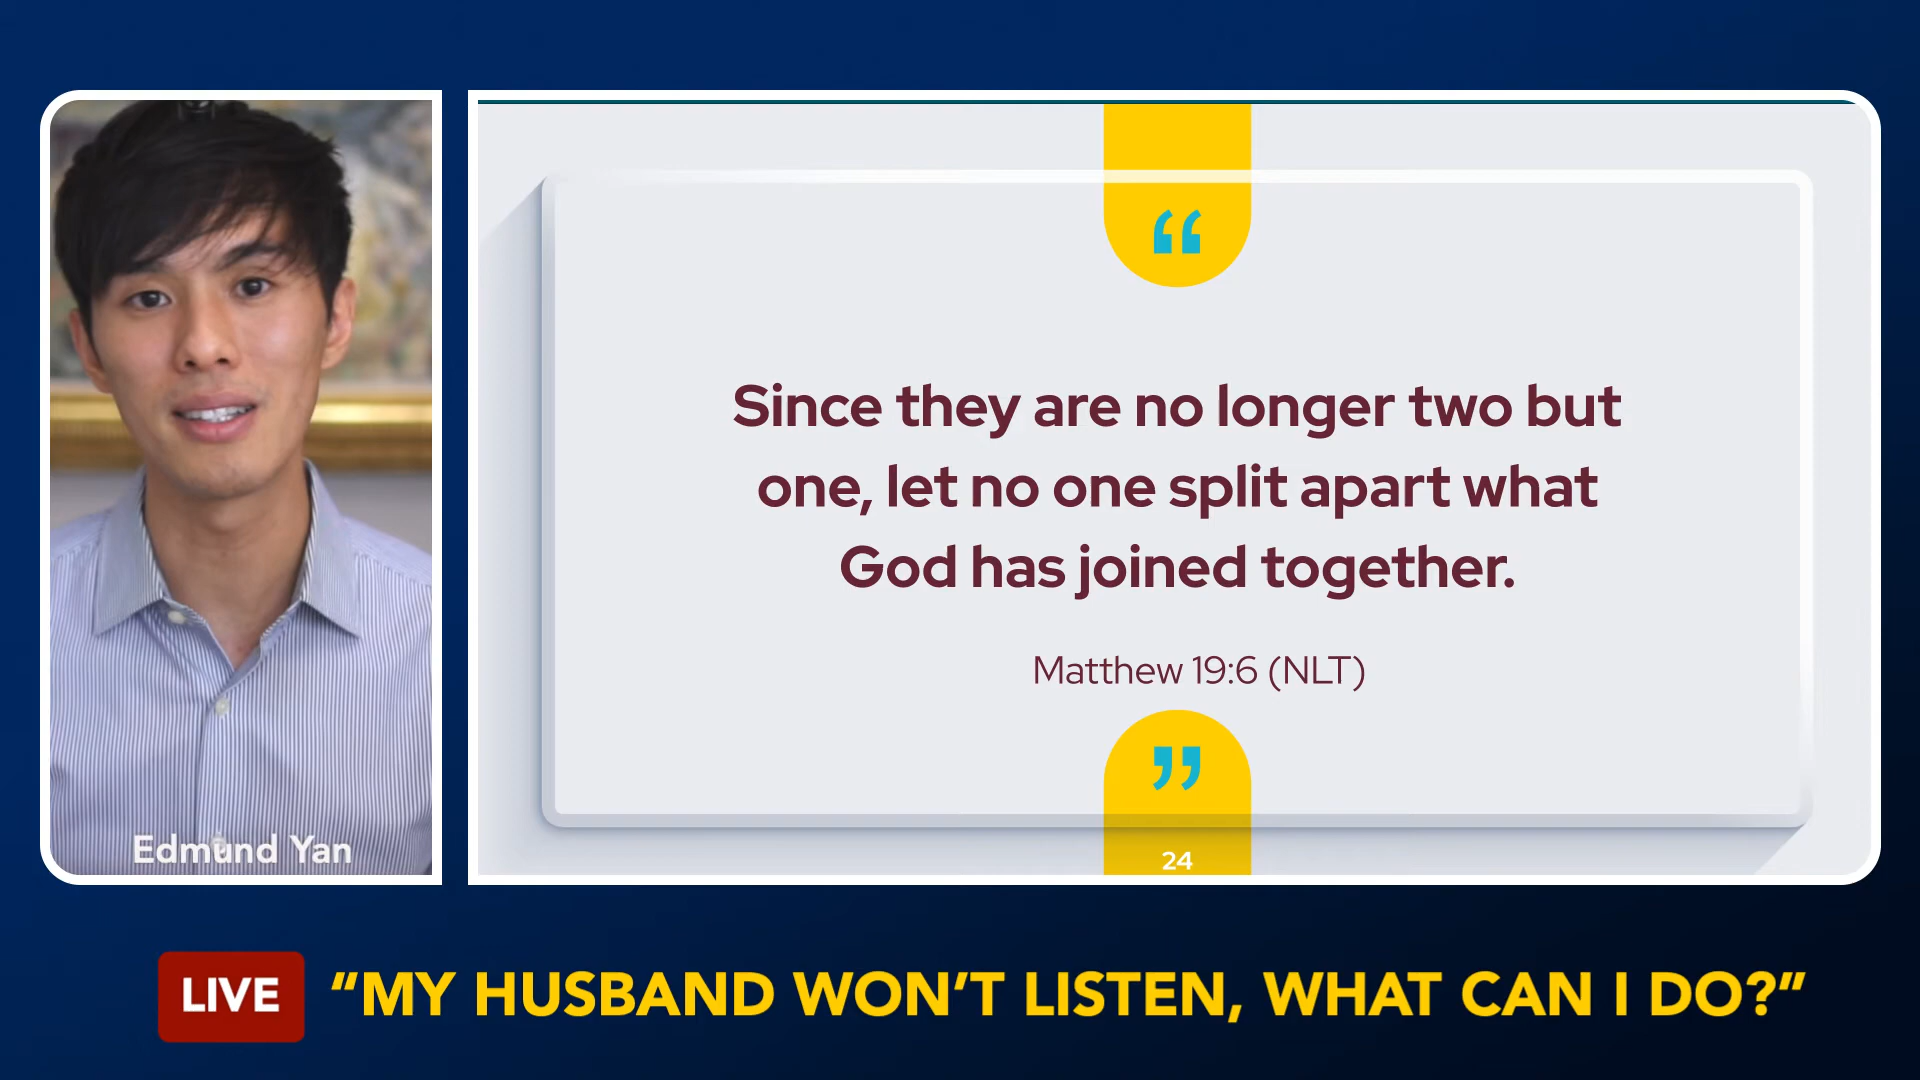 Edmund Yan
“
Since they are no longer two but
one, let no one split apart what
God has joined together.
Matthew 19:6 (NLT)
”
24
LIVE
“MY HUSBAND WON’T LISTEN, WHAT CAN I DO?”